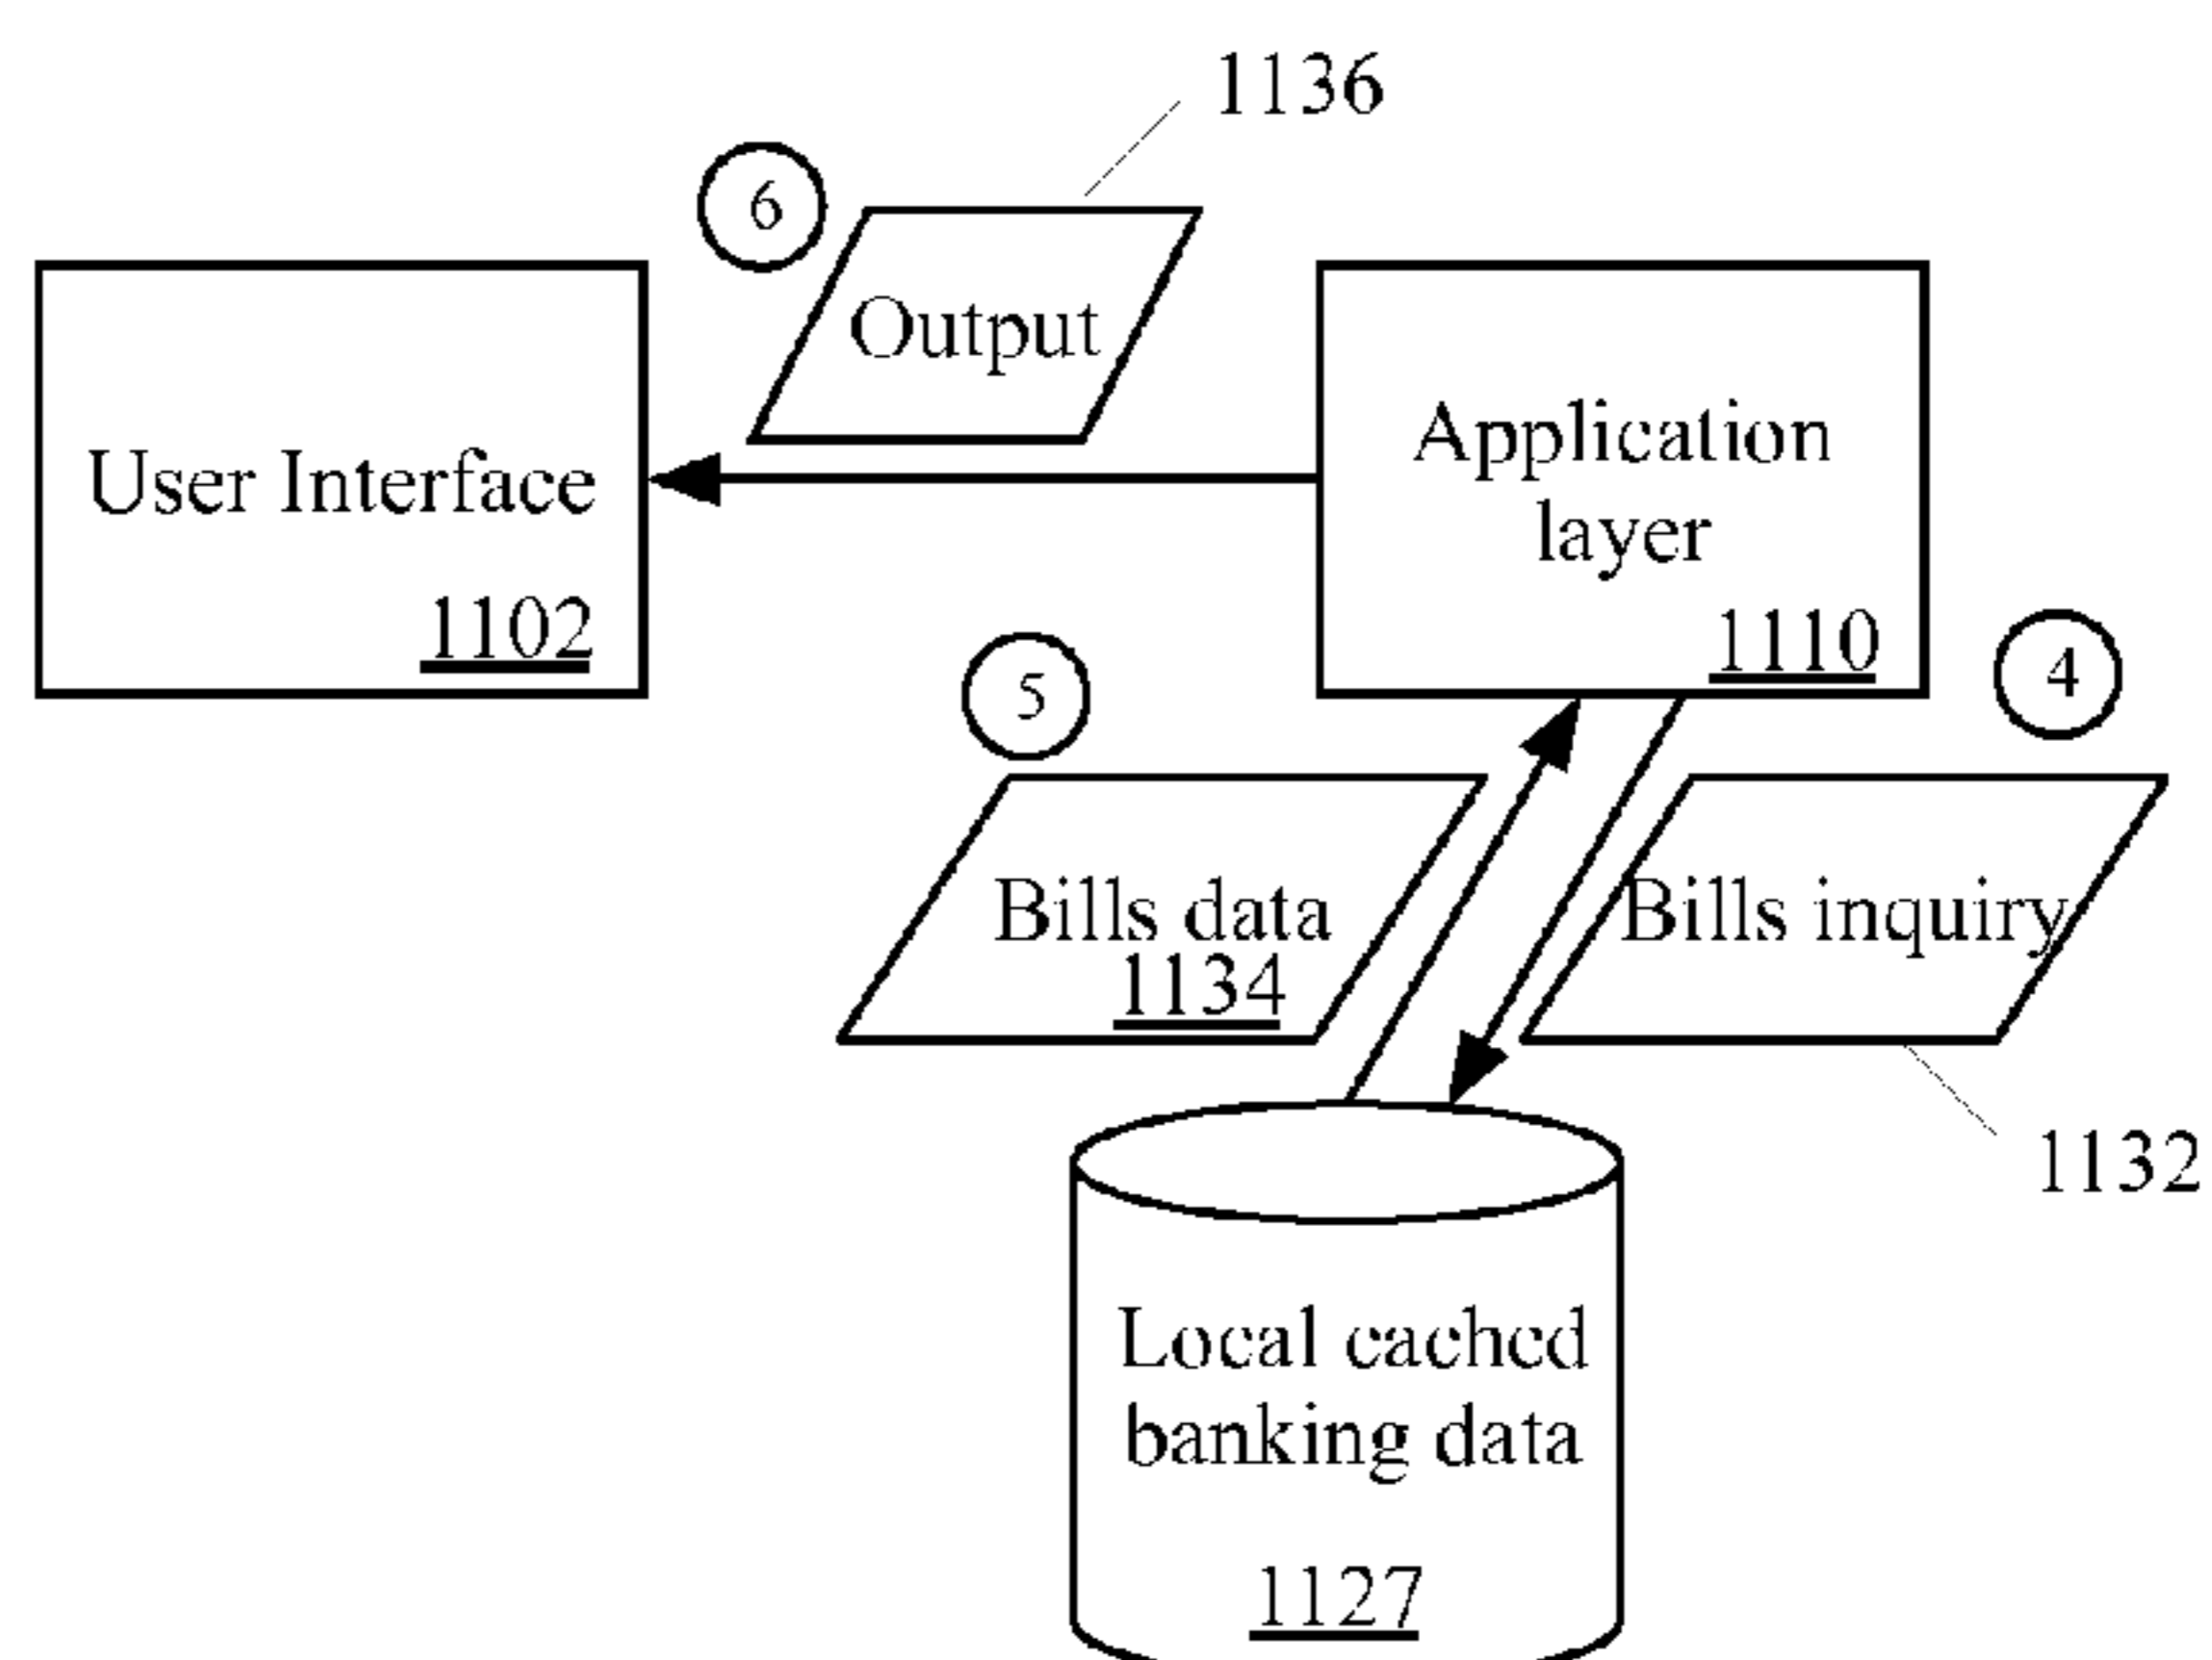 1136
6
Output
User Interface
1102
Application
layer
1110
5
4
Bills data
1134
Bills inquiry
1132
Local cached
banking data
1127